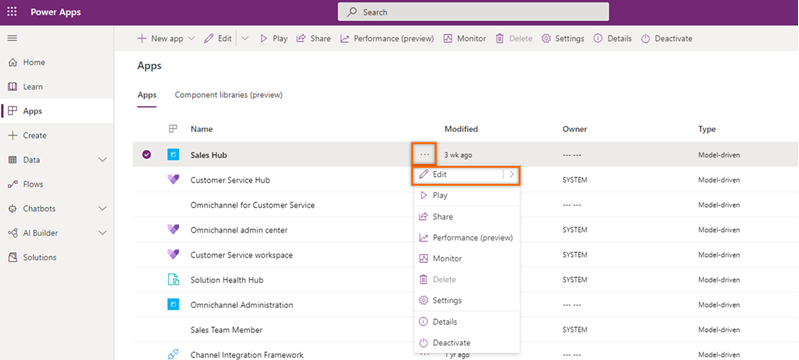 Power Apps
Search
New app Edit Play Share Performance (preview) Monitor Delete Settings Details Deactivate
Home
Learn
Apps
Create
Data
Flows
Chatbots
AI Builder
Solutions
Apps
Apps Component libraries (preview)
Name Modified Owner Type
Sales Hub ... 3 wk ago --- --- Model-driven
Customer Service Hub SYSTEM Model-driven
Omnichannel for Customer Service --- --- Model-driven
Omnichannel admin center SYSTEM Model-driven
Customer Service workspace SYSTEM Model-driven
Solution Health Hub SYSTEM Model-driven
Omnichannel Administration --- --- Model-driven
Sales Team Member SYSTEM Model-driven
Channel Integration Framework 1 yr ago --- --- Model-driven
Edit
Play
Share
Performance (preview)
Monitor
Delete
Settings
Details
Deactivate